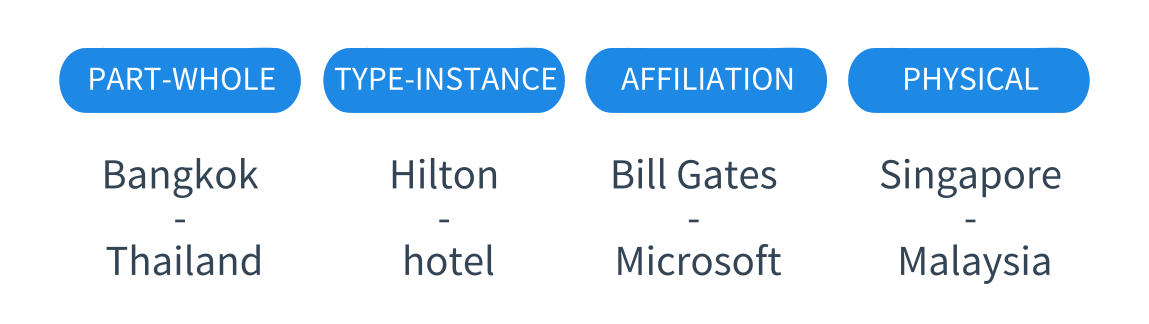 PART-WHOLE
Bangkok
-
Thailand
TYPE-INSTANCE
Hilton
-
hotel
AFFILIATION
Bill Gates
-
Microsoft
PHYSICAL
Singapore
-
Malaysia